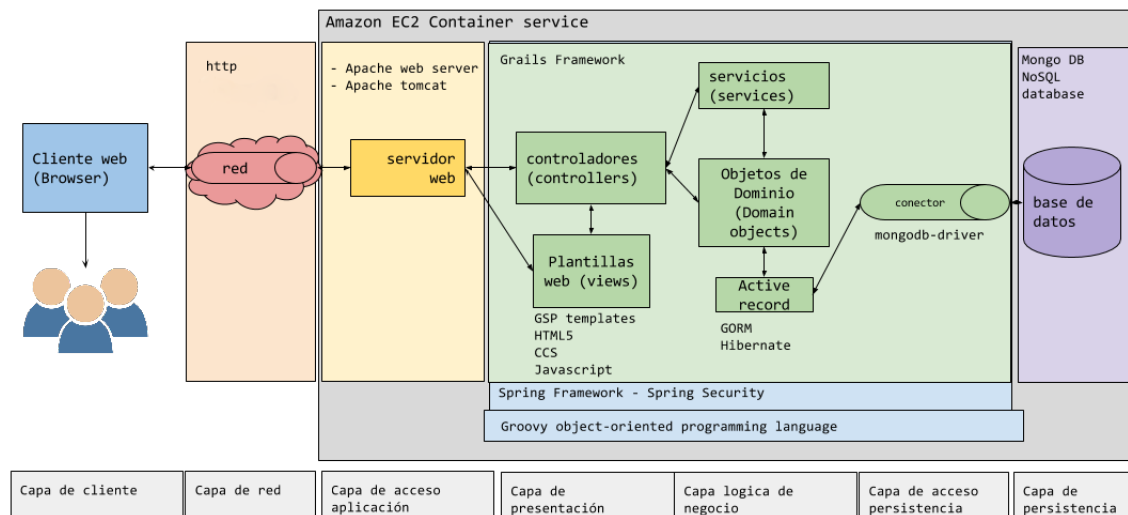 Amazon EC2 Container service
http
- Apache web server
- Apache tomcat
Grails Framework
Mongo DB
NoSQL
database
servicios
(services)
Cliente web
(Browser)
red
servidor
web
controladores
(controllers)
Objetos de
Dominio
(Domain
objects)
conector
mongodb-driver
base de
datos
Plantillas
web (views)
Active
record
GSP templates
HTML5
CCS
Javascript
GORM
Hibernate
Spring Framework - Spring Security
Groovy object-oriented programming language
Capa de cliente
Capa de red
Capa de acceso
aplicación
Capa de
presentación
Capa logica de
negocio
Capa de acceso
persistencia
Capa de
persistencia